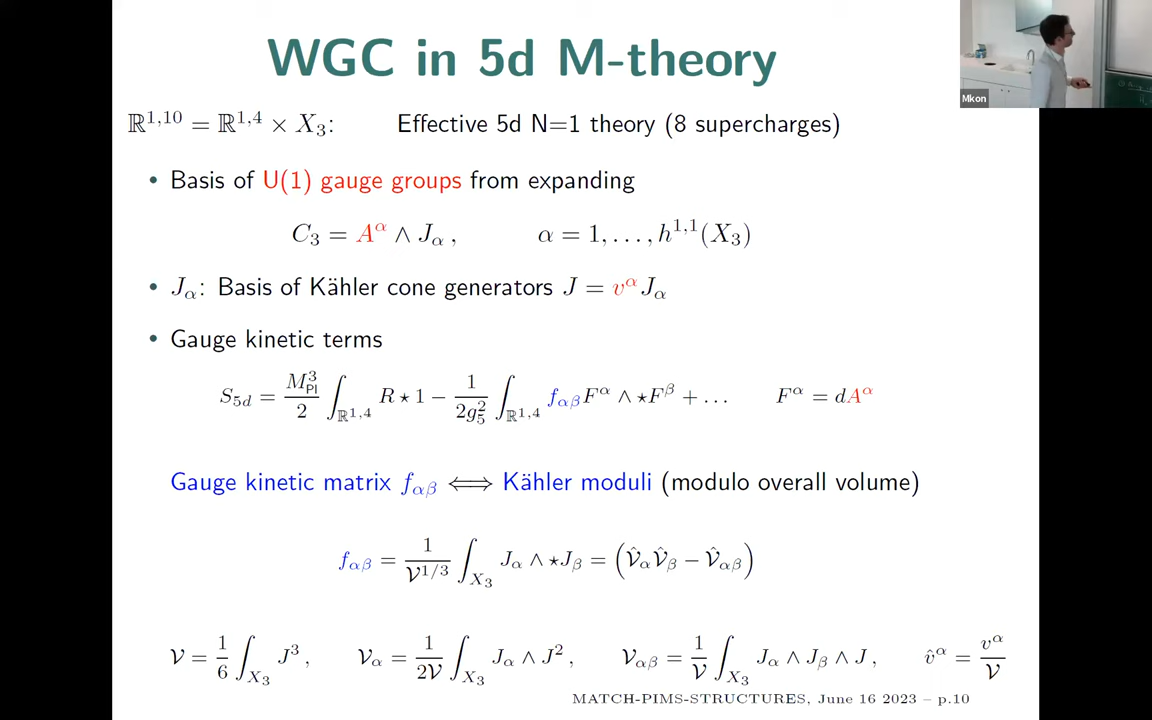 WGC in 5d M-theory
Mkon
ℝ^{1,10} = ℝ^{1,4} × X_3: Effective 5d N=1 theory (8 supercharges)
• Basis of U(1) gauge groups from expanding
C_3 = A^α ∧ J_α , α = 1, . . . , h^{1,1}(X_3)
• J_α: Basis of Kähler cone generators J = v^α J_α
• Gauge kinetic terms
S_{5d} = \frac{M_{Pl}^3}{2} ∫_{ℝ^{1,4}} R ⋆ 1 − \frac{1}{2g_5^2} ∫_{ℝ^{1,4}} f_{αβ} F^α ∧ ⋆F^β + . . . F^α = dA^α
Gauge kinetic matrix f_{αβ} ⟺ Kähler moduli (modulo overall volume)
f_{αβ} = \frac{1}{𝒱^{1/3}} ∫_{X_3} J_α ∧ ⋆J_β = (\hat{𝒱}_α \hat{𝒱}_β − \hat{𝒱}_{αβ})
𝒱 = \frac{1}{6} ∫_{X_3} J^3 , 𝒱_α = \frac{1}{2𝒱} ∫_{X_3} J_α ∧ J^2 , 𝒱_{αβ} = \frac{1}{𝒱} ∫_{X_3} J_α ∧ J_β ∧ J , \hat{v}^α = \frac{v^α}{𝒱}
MATCH-PIMS-STRUCTURES, June 16 2023 – p.10